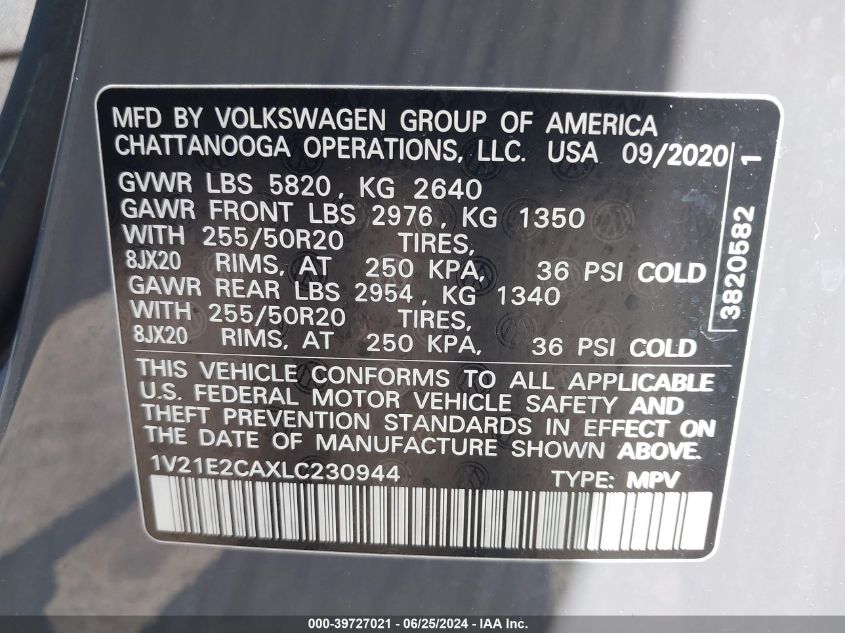 MFD BY VOLKSWAGEN GROUP OF AMERICA
CHATTANOOGA OPERATIONS, LLC. USA 09/2020
GVWR LBS 5820, KG 2640
GAWR FRONT LBS 2976, KG 1350
WITH 255/50R20 TIRES,
8JX20 RIMS, AT 250 KPA, 36 PSI COLD
GAWR REAR LBS 2954, KG 1340
WITH 255/50R20 TIRES,
8JX20 RIMS, AT 250 KPA, 36 PSI COLD
THIS VEHICLE CONFORMS TO ALL APPLICABLE
U.S. FEDERAL MOTOR VEHICLE SAFETY AND
THEFT PREVENTION STANDARDS IN EFFECT ON
THE DATE OF MANUFACTURE SHOWN ABOVE.
1V21E2CAXLC230944 TYPE: MPV
3820582 1
000-39727021 - 06/25/2024 - IAAI Inc.